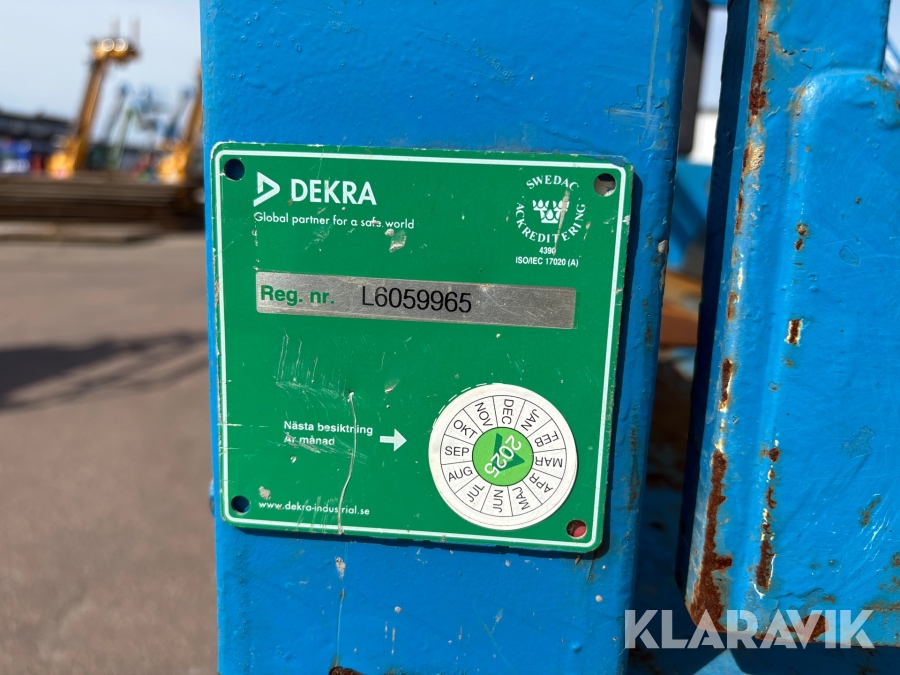 DEKRA
Global partner for a safe world
SWEDAC
ACKREDITERING
4390
ISO/IEC 17020 (A)
Reg. nr. L6059965
Nästa besiktning
År månad
2025
JAN
FEB
MAR
APR
MAJ
JUN
JUL
AUG
SEP
OKT
NOV
DEC
www.dekra-industrial.se
KLARAVIK